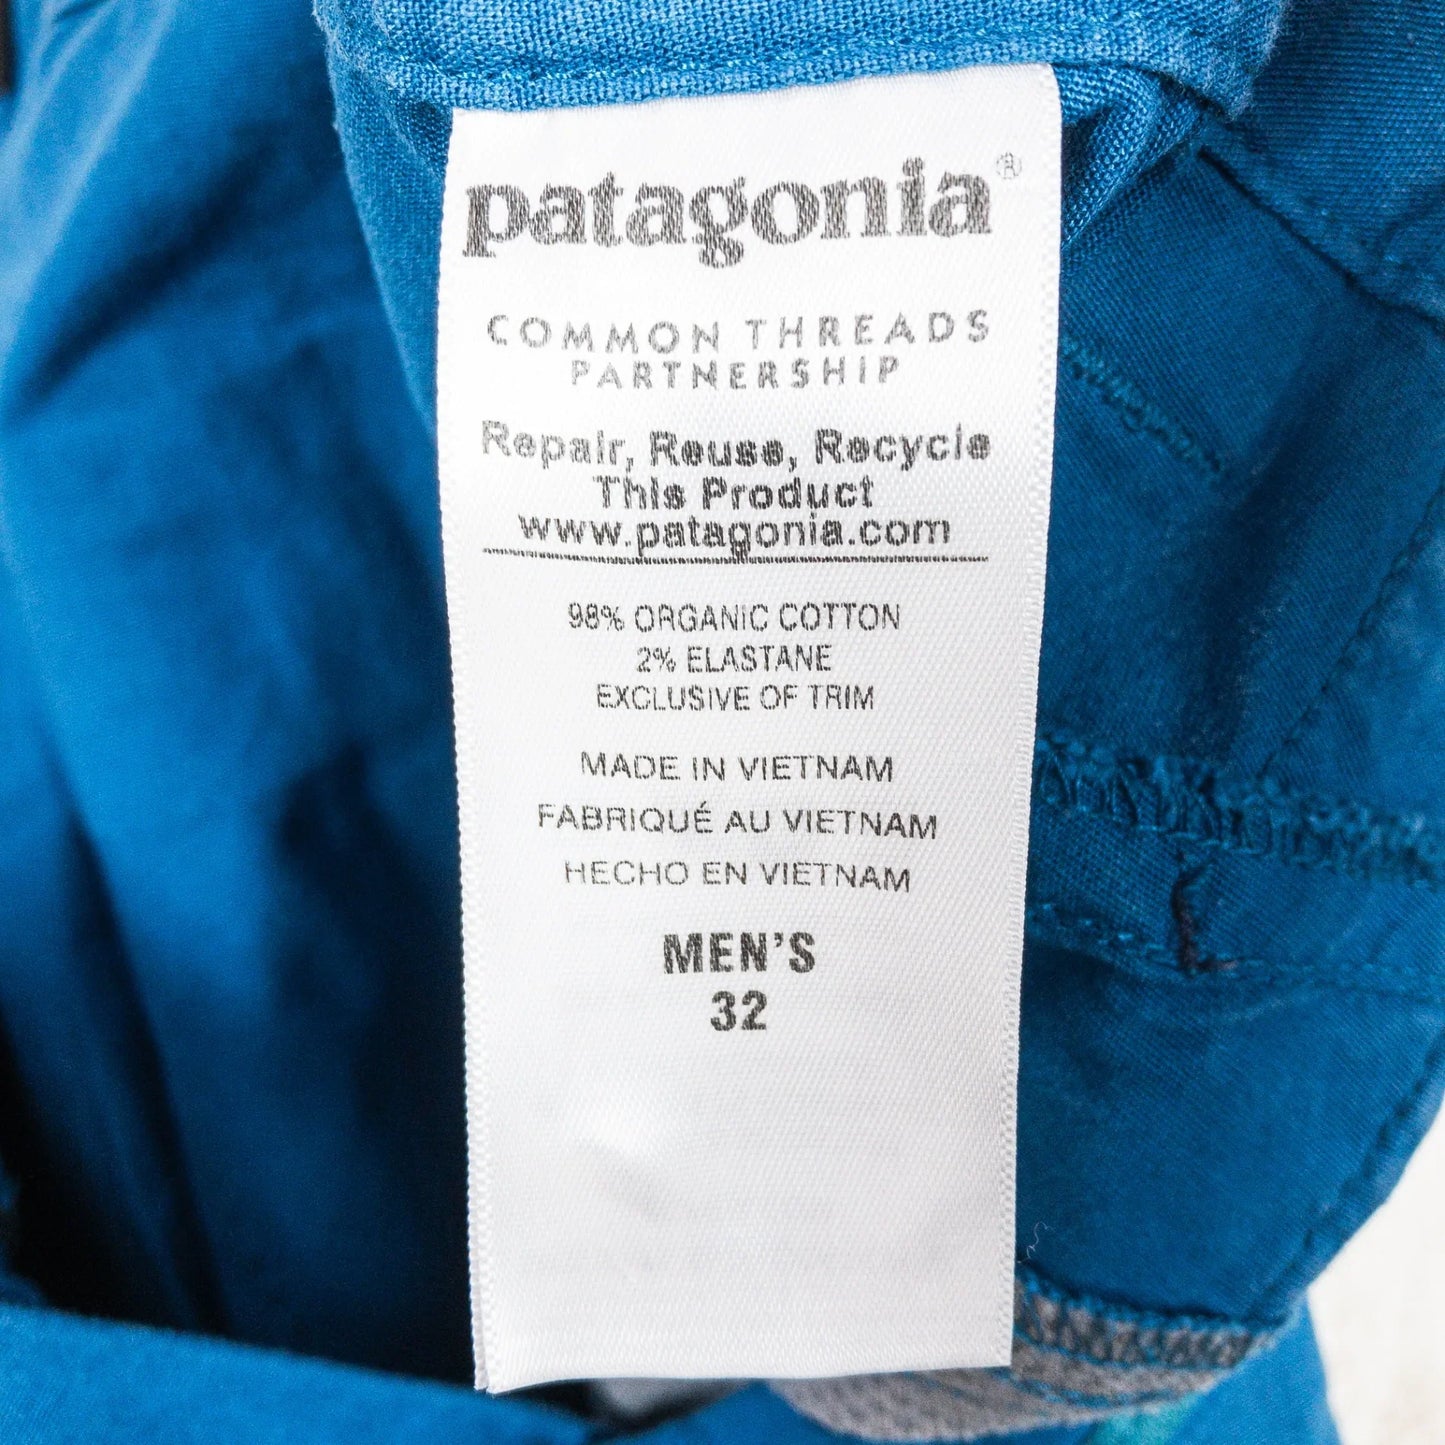 patagonia®
COMMON THREADS
PARTNERSHIP
Repair, Reuse, Recycle
This Product
www.patagonia.com
98% ORGANIC COTTON
2% ELASTANE
EXCLUSIVE OF TRIM
MADE IN VIETNAM
FABRIQUÉ AU VIETNAM
HECHO EN VIETNAM
MEN'S
32